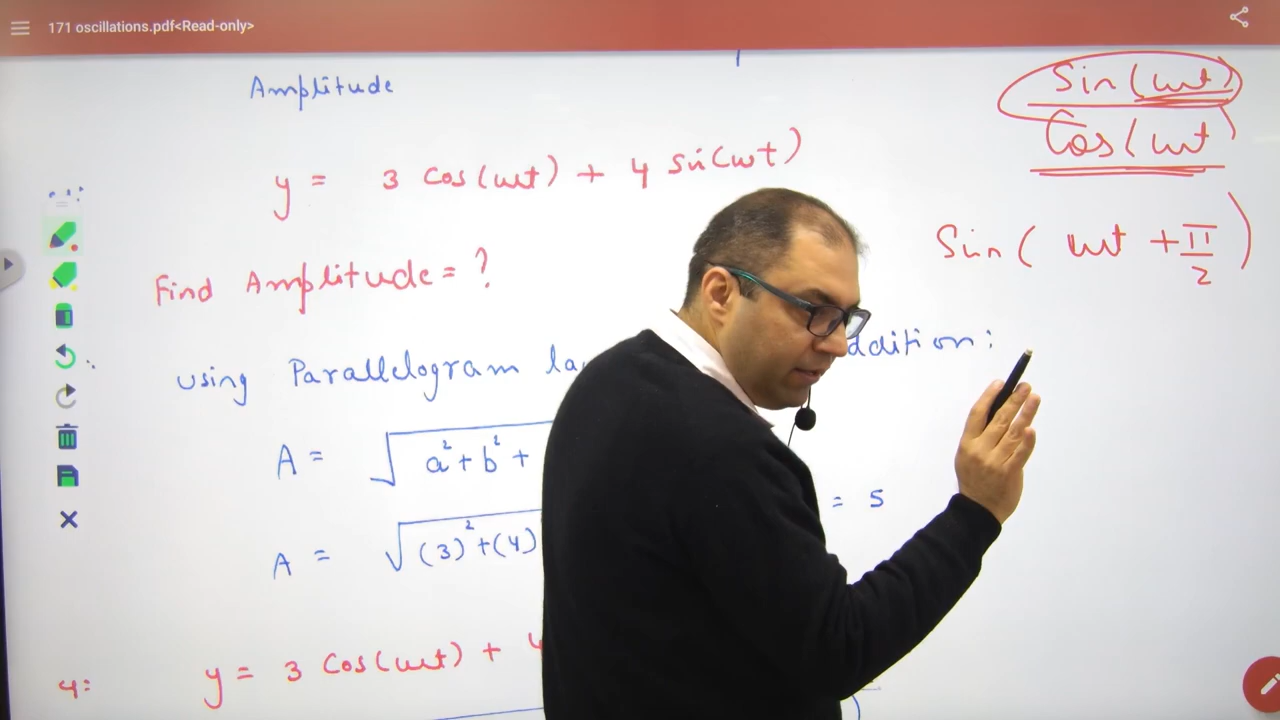 171 oscillations.pdf<Read-only>
Amplitude
Sin(ωt)
Cos(ωt
y = 3 cos(ωt) + 4 sin(ωt)
Sin( ωt + π/2 )
Find Amplitude = ?
using Parallelogram ddition:
A = √ a² + b² +
= 5
A = √ (3)² + (4)
4: y = 3 Cos(ωt) +